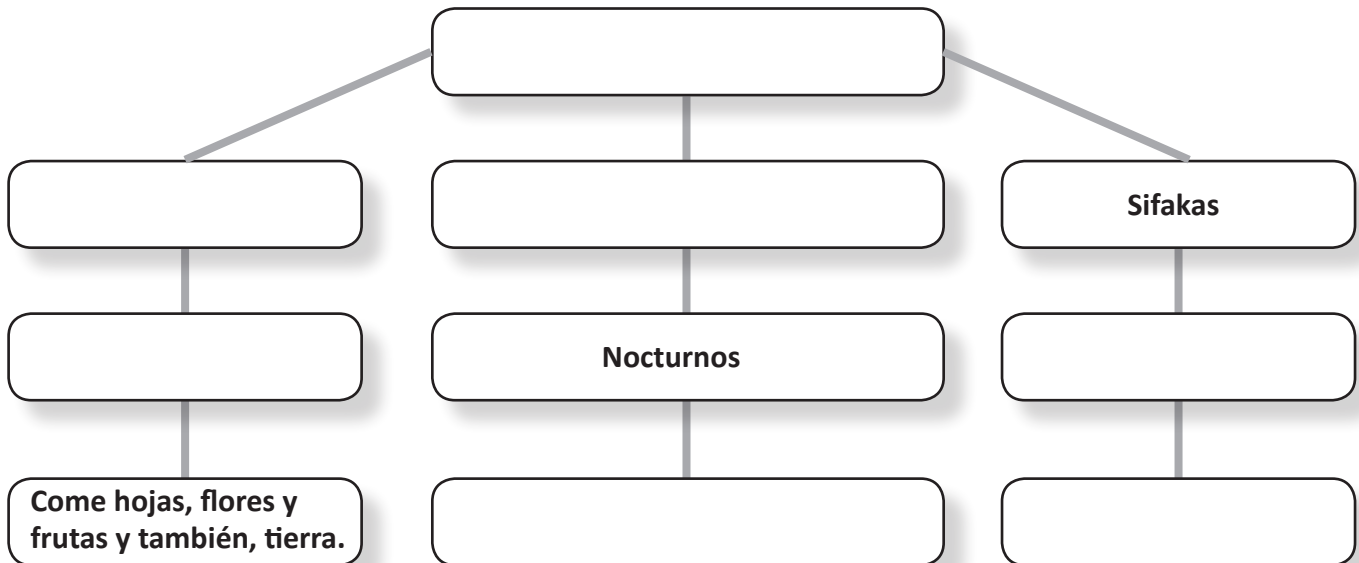 Sifakas
Nocturnos
Come hojas, flores y
frutas y también, tierra.